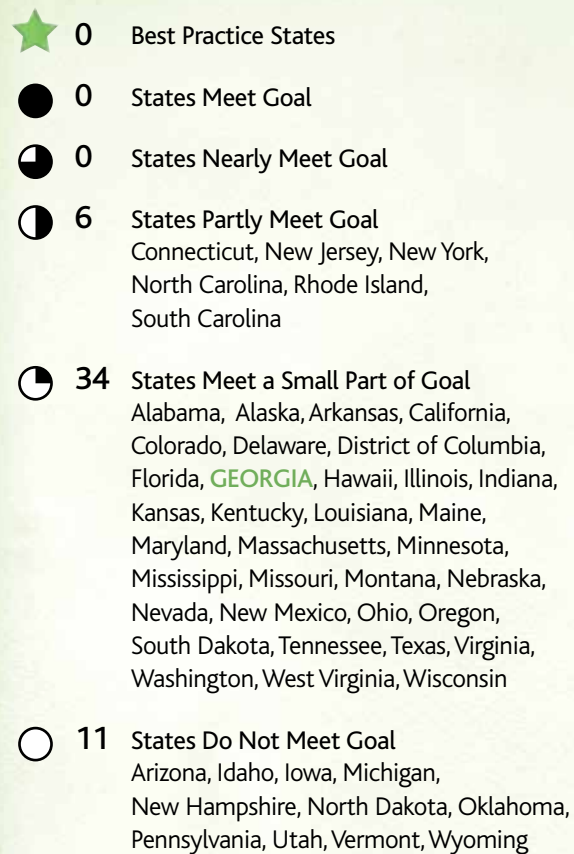 0 Best Practice States
0 States Meet Goal
0 States Nearly Meet Goal
6 States Partly Meet Goal
Connecticut, New Jersey, New York,
North Carolina, Rhode Island,
South Carolina
34 States Meet a Small Part of Goal
Alabama, Alaska, Arkansas, California,
Colorado, Delaware, District of Columbia,
Florida, GEORGIA, Hawaii, Illinois, Indiana,
Kansas, Kentucky, Louisiana, Maine,
Maryland, Massachusetts, Minnesota,
Mississippi, Missouri, Montana, Nebraska,
Nevada, New Mexico, Ohio, Oregon,
South Dakota, Tennessee, Texas, Virginia,
Washington, West Virginia, Wisconsin
11 States Do Not Meet Goal
Arizona, Idaho, Iowa, Michigan,
New Hampshire, North Dakota, Oklahoma,
Pennsylvania, Utah, Vermont, Wyoming